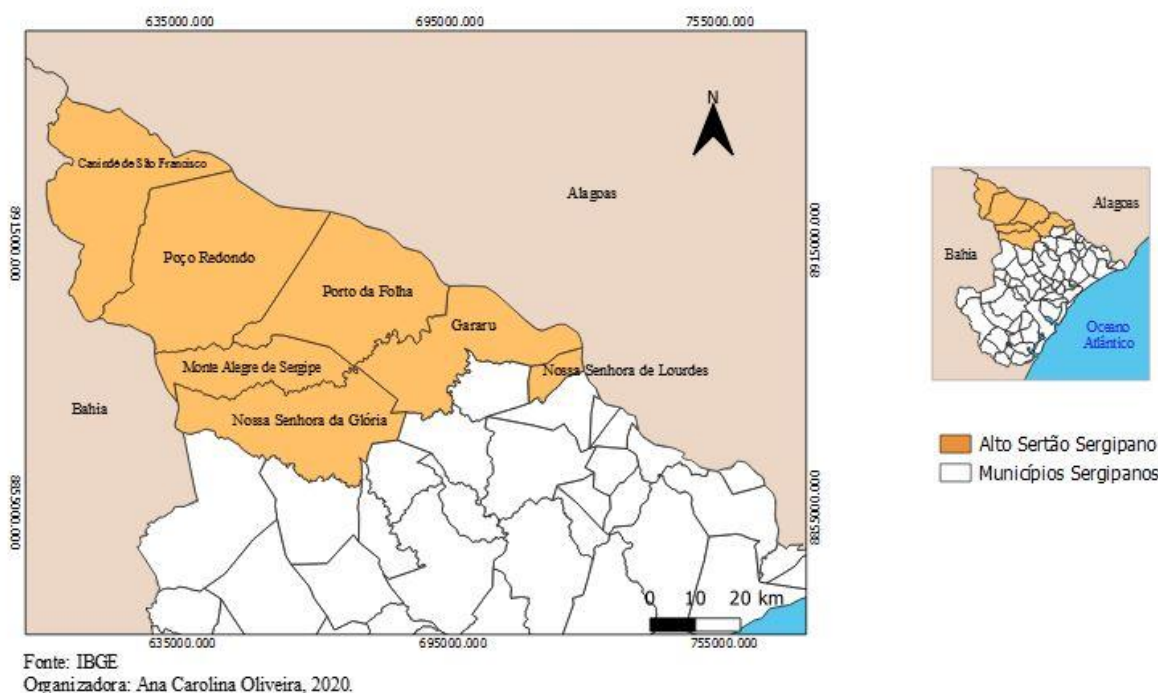 635000.000
695000.000
755000.000
N
Canindé de São Francisco
Alagoas
8915000.000
8915000.000
Poço Redondo
Porto da Folha
Gararu
Monte Alegre de Sergipe
Nossa Senhora de Lourdes
Bahia
Nossa Senhora da Glória
8855000.000
8855000.000
0 10 20 km
635000.000
695000.000
755000.000
Alagoas
Bahia
Oceano
Atlântico
Alto Sertão Sergipano
Municípios Sergipanos
Fonte: IBGE
Organizadora: Ana Carolina Oliveira, 2020.